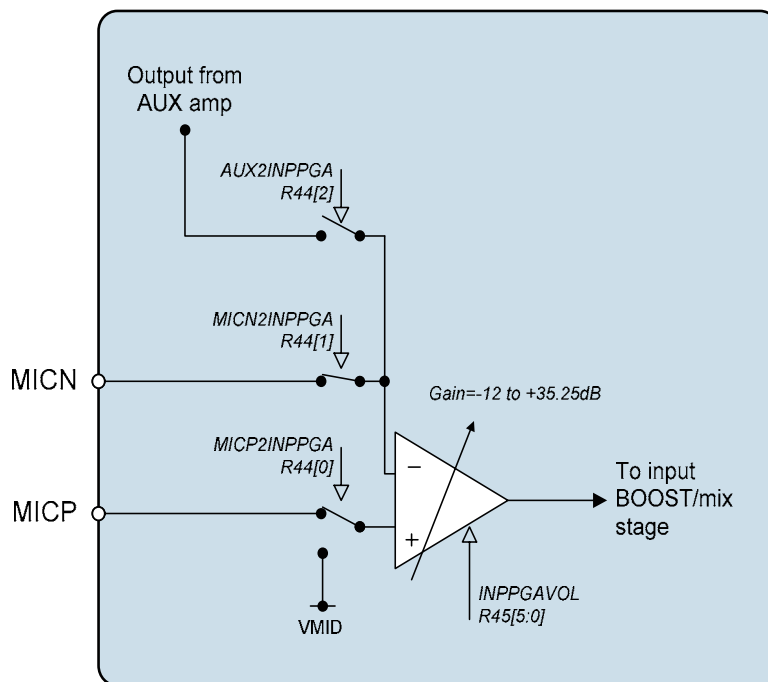 Output from
AUX amp
AUX2INPPGA
R44[2]
MICN2INPPGA
R44[1]
MICN
Gain=-12 to +35.25dB
MICP2INPPGA
R44[0]
MICP
−
+
To input
BOOST/mix
stage
VMID
INPPGAVOL
R45[5:0]